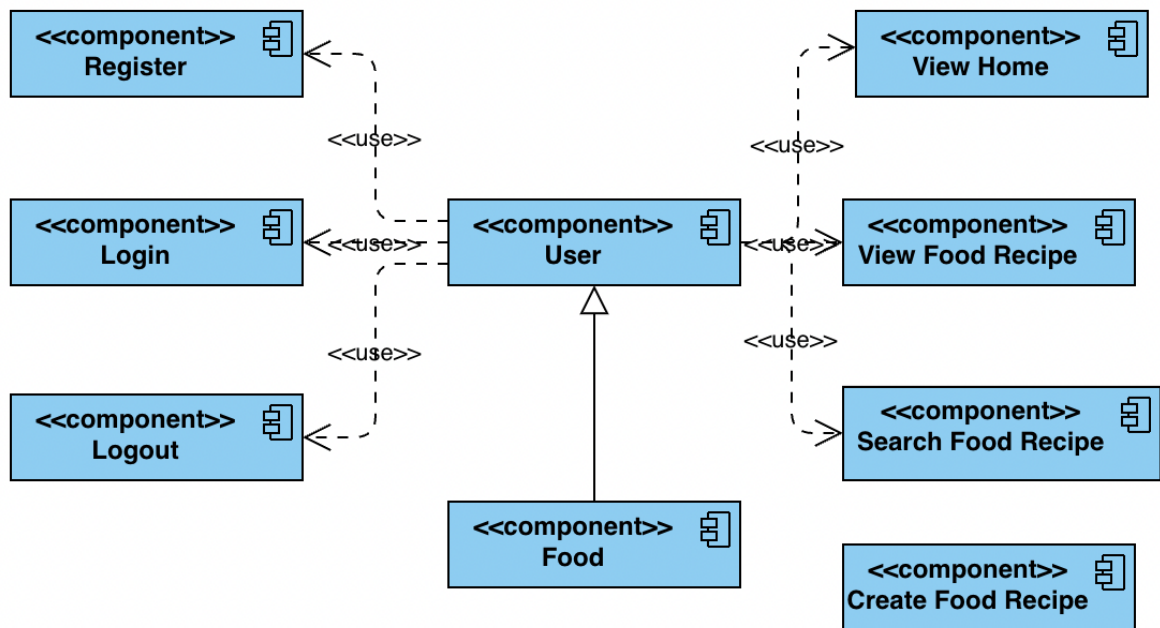 <<component>>
Register
<<component>>
View Home
<<use>>
<<use>>
<<component>>
Login
<<use>>
<<component>>
User
<<use>>
<<component>>
View Food Recipe
<<use>>
<<use>>
<<component>>
Logout
<<component>>
Search Food Recipe
<<component>>
Food
<<component>>
Create Food Recipe